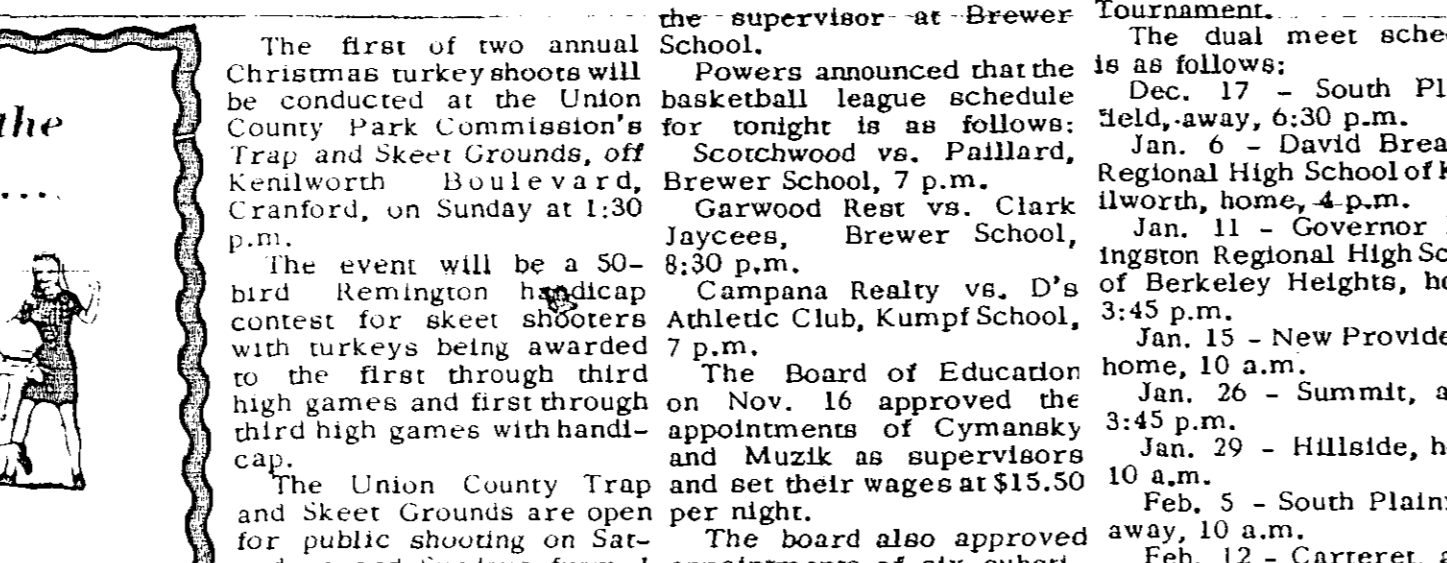 the
....
The first of two annual
Christmas turkey shoots will
be conducted at the Union
County Park Commission's
Trap and Skeet Grounds, off
Kenilworth Boulevard,
Cranford, on Sunday at 1:30
p.m.
The event will be a 50-
bird Remington handicap
contest for skeet shooters
with turkeys being awarded
to the first through third
high games and first through
third high games with handi-
cap.
The Union County Trap
and Skeet Grounds are open
for public shooting on Sat-
the supervisor at Brewer
School.
Powers announced that the
basketball league schedule
for tonight is as follows:
Scotchwood vs. Paillard,
Brewer School, 7 p.m.
Garwood Rest vs. Clark
Jaycees, Brewer School,
8:30 p.m.
Campana Realty vs. D's
Athletic Club, Kumpf School,
7 p.m.
The Board of Education
on Nov. 16 approved the
appointments of Cymansky
and Muzik as supervisors
and set their wages at $15.50
per night.
The board also approved
Tournament.
The dual meet sche
is as follows:
Dec. 17 - South Pl
field, away, 6:30 p.m.
Jan. 6 - David Brea
Regional High School of K
ilworth, home, 4 p.m.
Jan. 11 - Governor
ingston Regional High Sc
of Berkeley Heights, ho
3:45 p.m.
Jan. 15 - New Provide
home, 10 a.m.
Jan. 26 - Summit, a
3:45 p.m.
Jan. 29 - Hillside, h
10 a.m.
Feb. 5 - South Plain
away, 10 a.m.
Feb. 12 - Carteret, a